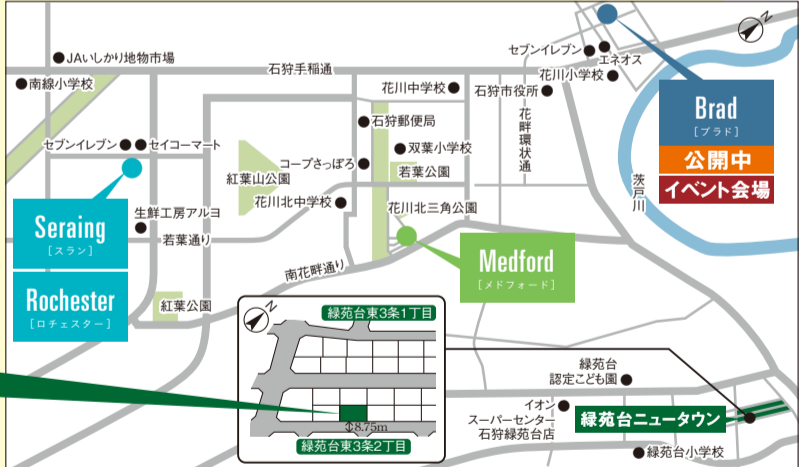 N
セブンイレブン
エネオス
JAいしかり地物市場
石狩手稲通
花川中学校
花川小学校
南線小学校
石狩市役所
Brad
[ブラド]
公開中
イベント会場
石狩郵便局
花畔環状通
セブンイレブン
セイコーマート
双葉小学校
コープさっぽろ
若葉公園
紅葉山公園
茨戸川
Seraing
[スラン]
生鮮工房アルヨ
花川北中学校
花川北三角公園
若葉通り
Medford
[メドフォード]
南花畔通り
Rochester
[ロチェスター]
紅葉公園
N
緑苑台東3条1丁目
8.75m
緑苑台東3条2丁目
緑苑台
認定こども園
イオン
スーパーセンター
石狩緑苑台店
緑苑台ニュータウン
緑苑台小学校